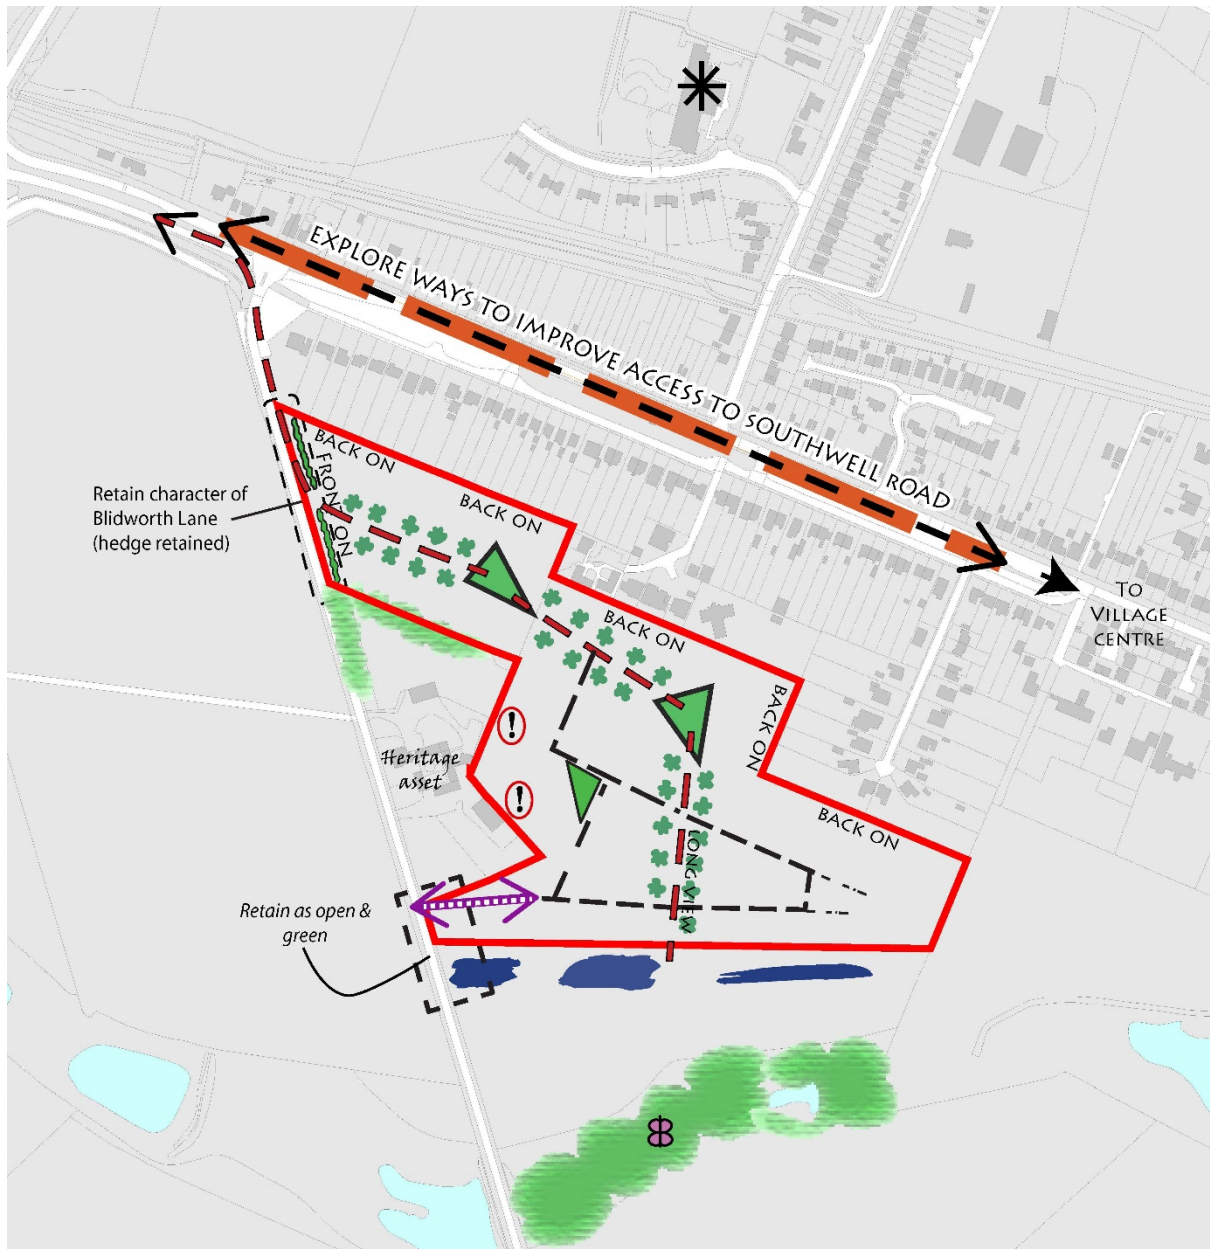 EXPLORE WAYS TO IMPROVE ACCESS TO SOUTHWELL ROAD
BACK ON
FRONT ON
Retain character of
Blidworth Lane
(hedge retained)
BACK ON
TO
VILLAGE
CENTRE
BACK ON
BACK ON
!
Heritage
asset
!
BACK ON
LONG VIEW
Retain as open &
green